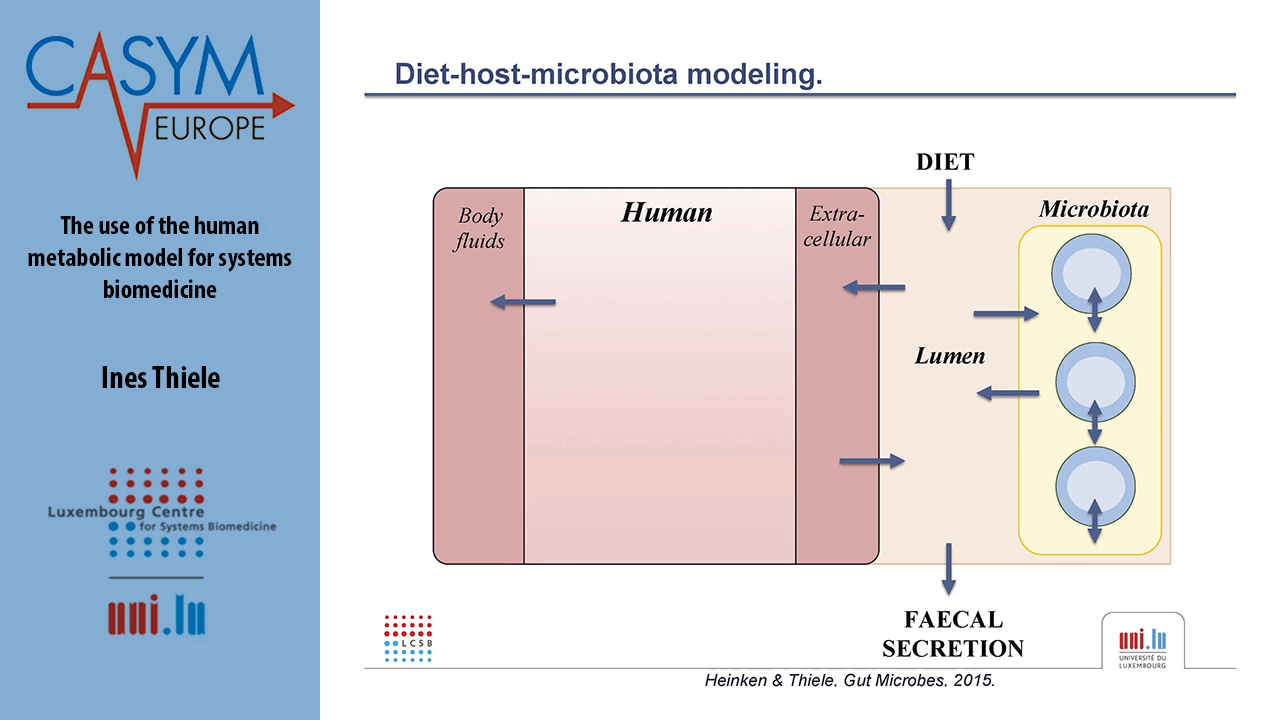 CASYM
EUROPE
The use of the human
metabolic model for systems
biomedicine
Ines Thiele
Luxembourg Centre
for Systems Biomedicine
uni.lu
Diet-host-microbiota modeling.
DIET
Body
fluids
Human
Extra-
cellular
Microbiota
Lumen
FAECAL
SECRETION
LCSB
uni.lu
UNIVERSITÉ DU
LUXEMBOURG
Heinken & Thiele, Gut Microbes, 2015.